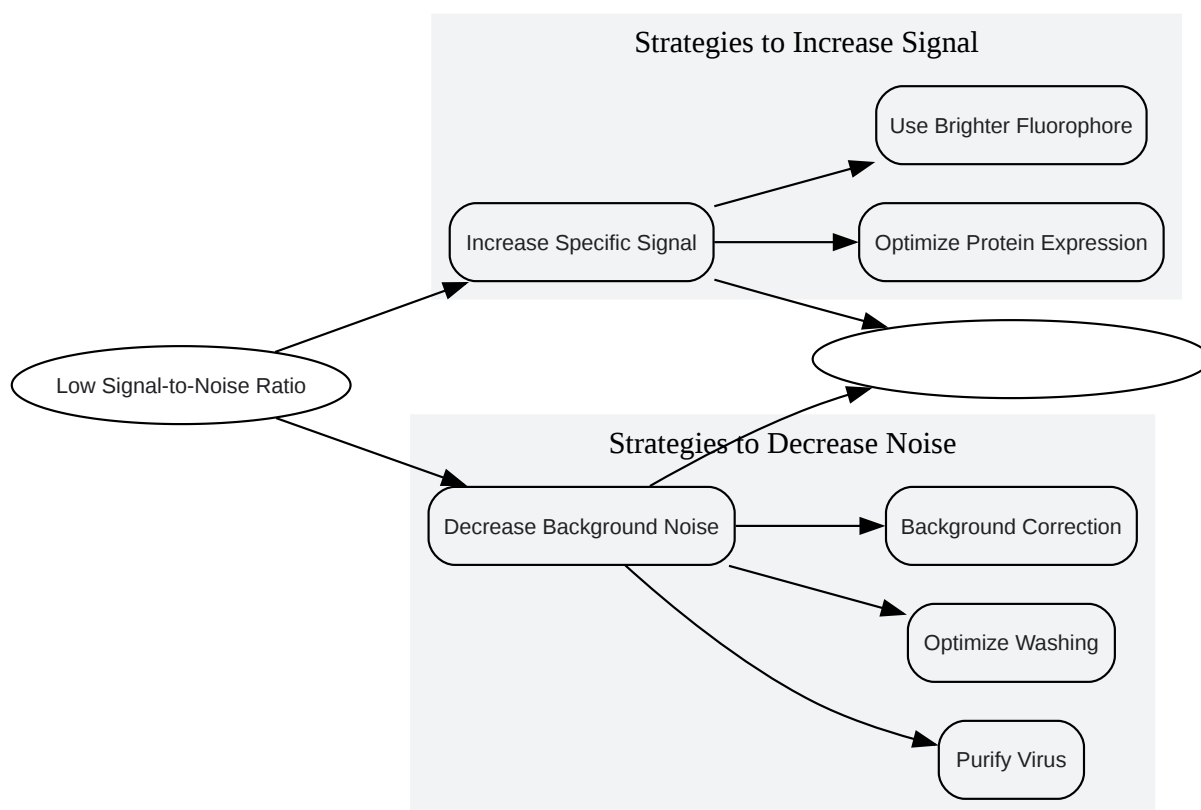 Strategies to Increase Signal
Use Brighter Fluorophore
Increase Specific Signal
Optimize Protein Expression
Low Signal-to-Noise Ratio
Strategies to Decrease Noise
Decrease Background Noise
Background Correction
Optimize Washing
Purify Virus